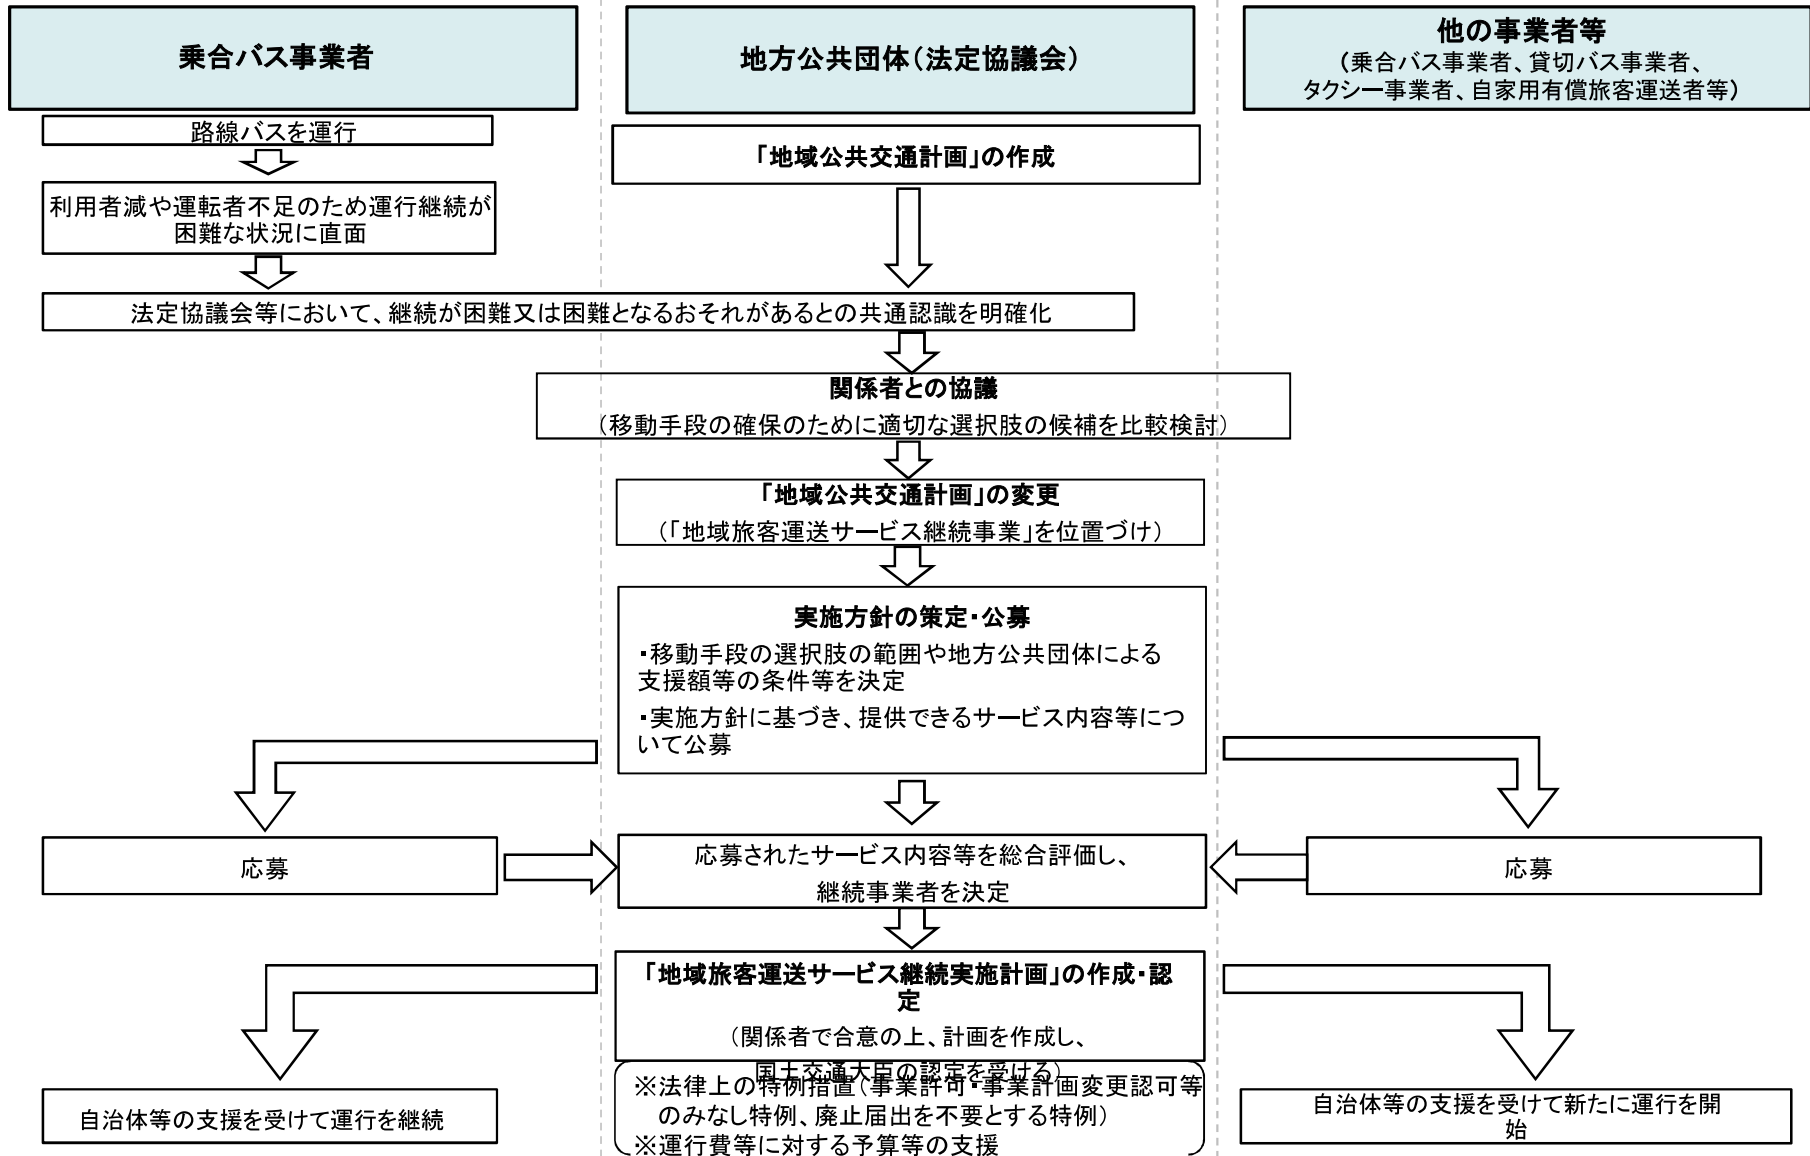 乗合バス事業者
地方公共団体(法定協議会)
他の事業者等
(乗合バス事業者、貸切バス事業者、
タクシー事業者、自家用有償旅客運送者等)
路線バスを運行
「地域公共交通計画」の作成
利用者減や運転者不足のため運行継続が
困難な状況に直面
法定協議会等において、継続が困難又は困難となるおそれがあるとの共通認識を明確化
関係者との協議
(移動手段の確保のために適切な選択肢の候補を比較検討)
「地域公共交通計画」の変更
(「地域旅客運送サービス継続事業」を位置づけ)
実施方針の策定・公募
・移動手段の選択肢の範囲や地方公共団体による
支援額等の条件等を決定
・実施方針に基づき、提供できるサービス内容等につ
いて公募
応募
応募されたサービス内容等を総合評価し、
継続事業者を決定
応募
「地域旅客運送サービス継続実施計画」の作成・認
定
(関係者で合意の上、計画を作成し、
国土交通大臣の認定を受ける)
※法律上の特例措置(事業許可・事業計画変更認可等
のみなし特例、廃止届出を不要とする特例)
※運行費等に対する予算等の支援
自治体等の支援を受けて運行を継続
自治体等の支援を受けて新たに運行を開
始